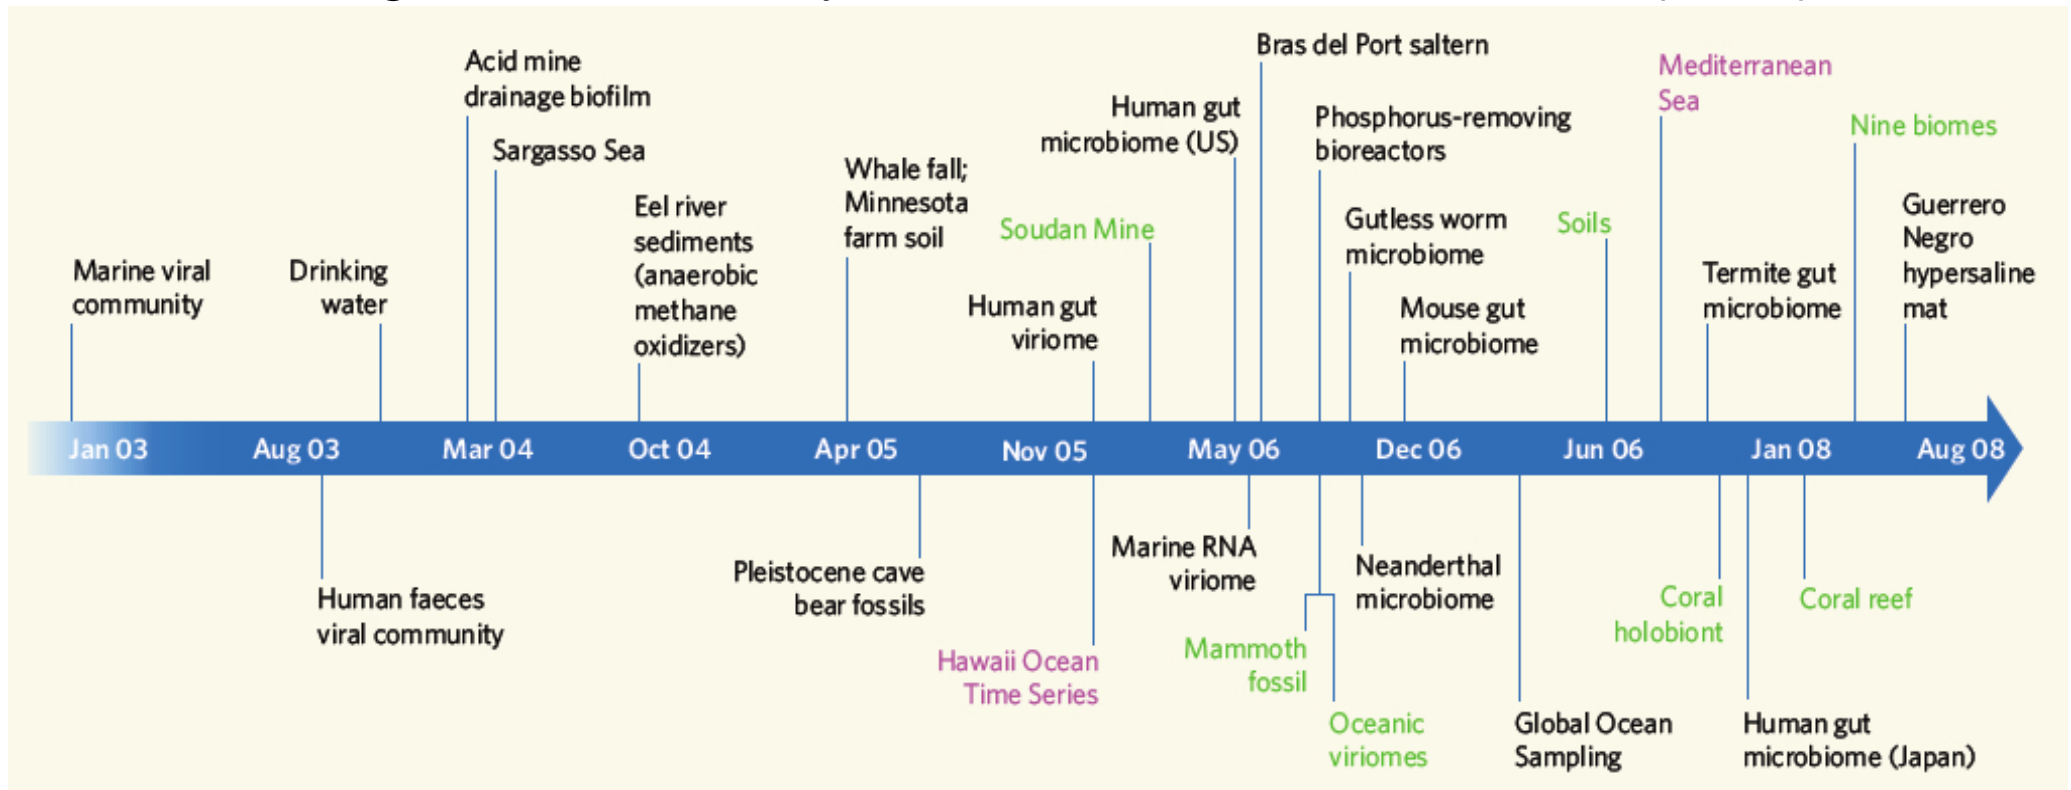 Acid mine
drainage biofilm
Sargasso Sea
Eel river
sediments
(anaerobic
methane
oxidizers)
Marine viral
community
Drinking
water
Whale fall;
Minnesota
farm soil
Soudan Mine
Human gut
viriome
Human gut
microbiome (US)
Bras del Port saltern
Phosphorus-removing
bioreactors
Gutless worm
microbiome
Mouse gut
microbiome
Soils
Mediterranean
Sea
Termite gut
microbiome
Nine biomes
Guerrero
Negro
hypersaline
mat
Jan 03
Aug 03
Mar 04
Oct 04
Apr 05
Nov 05
May 06
Dec 06
Jun 06
Jan 08
Aug 08
Human faeces
viral community
Pleistocene cave
bear fossils
Hawaii Ocean
Time Series
Marine RNA
viriome
Mammoth
fossil
Oceanic
viriomes
Neanderthal
microbiome
Global Ocean
Sampling
Coral
holobiont
Human gut
microbiome (Japan)
Coral reef